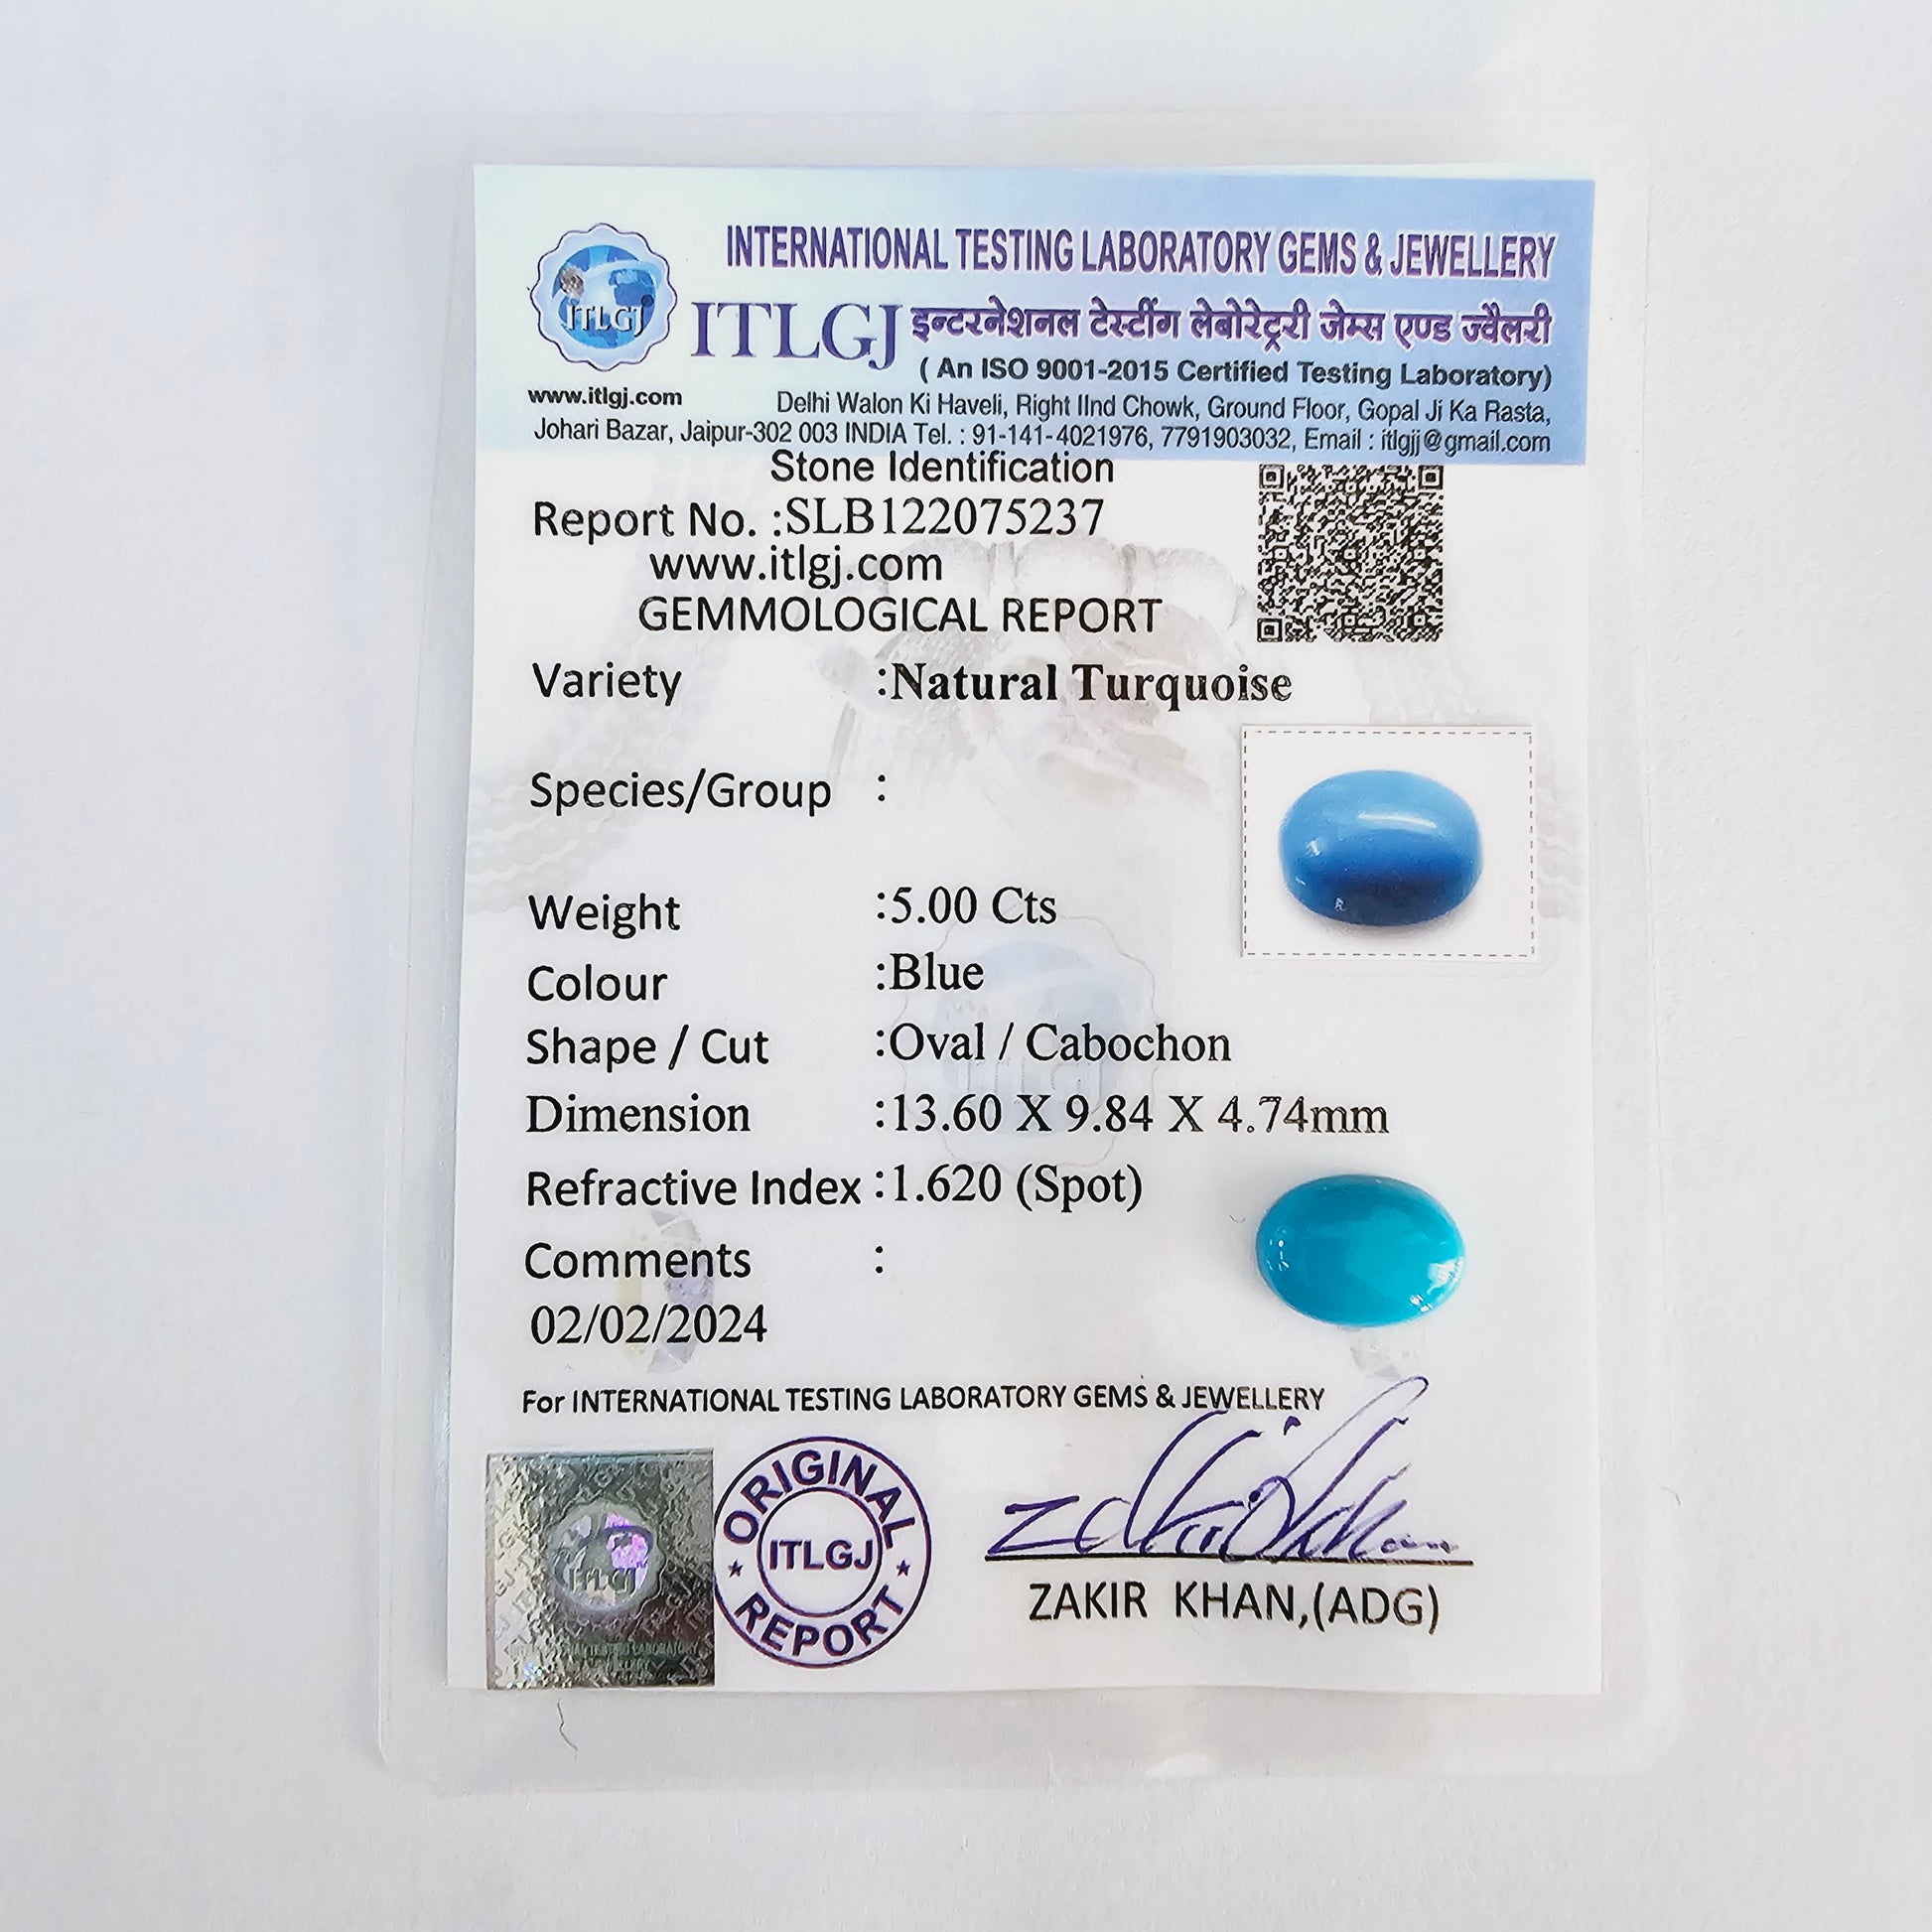 INTERNATIONAL TESTING LABORATORY GEMS & JEWELLERY
ITLGJ
ITLGJ इन्टरनेशनल टेस्टींग लेबोरेट्री जेम्स एण्ड ज्वैलरी
( An ISO 9001-2015 Certified Testing Laboratory)
www.itlgj.com
Delhi Walon Ki Haveli, Right IInd Chowk, Ground Floor, Gopal Ji Ka Rasta,
Johari Bazar, Jaipur-302 003 INDIA Tel. : 91-141-4021976, 7791903032, Email : itlgjj@gmail.com
Stone Identification
Report No. :SLB122075237
www.itlgj.com
GEMMOLOGICAL REPORT
Variety :Natural Turquoise
Species/Group :
Weight :5.00 Cts
Colour :Blue
Shape / Cut :Oval / Cabochon
Dimension :13.60 X 9.84 X 4.74mm
Refractive Index :1.620 (Spot)
Comments :
02/02/2024
For INTERNATIONAL TESTING LABORATORY GEMS & JEWELLERY
ITLGJ
ORIGINAL
ITLGJ
REPORT
Zakir Khan
ZAKIR KHAN,(ADG)